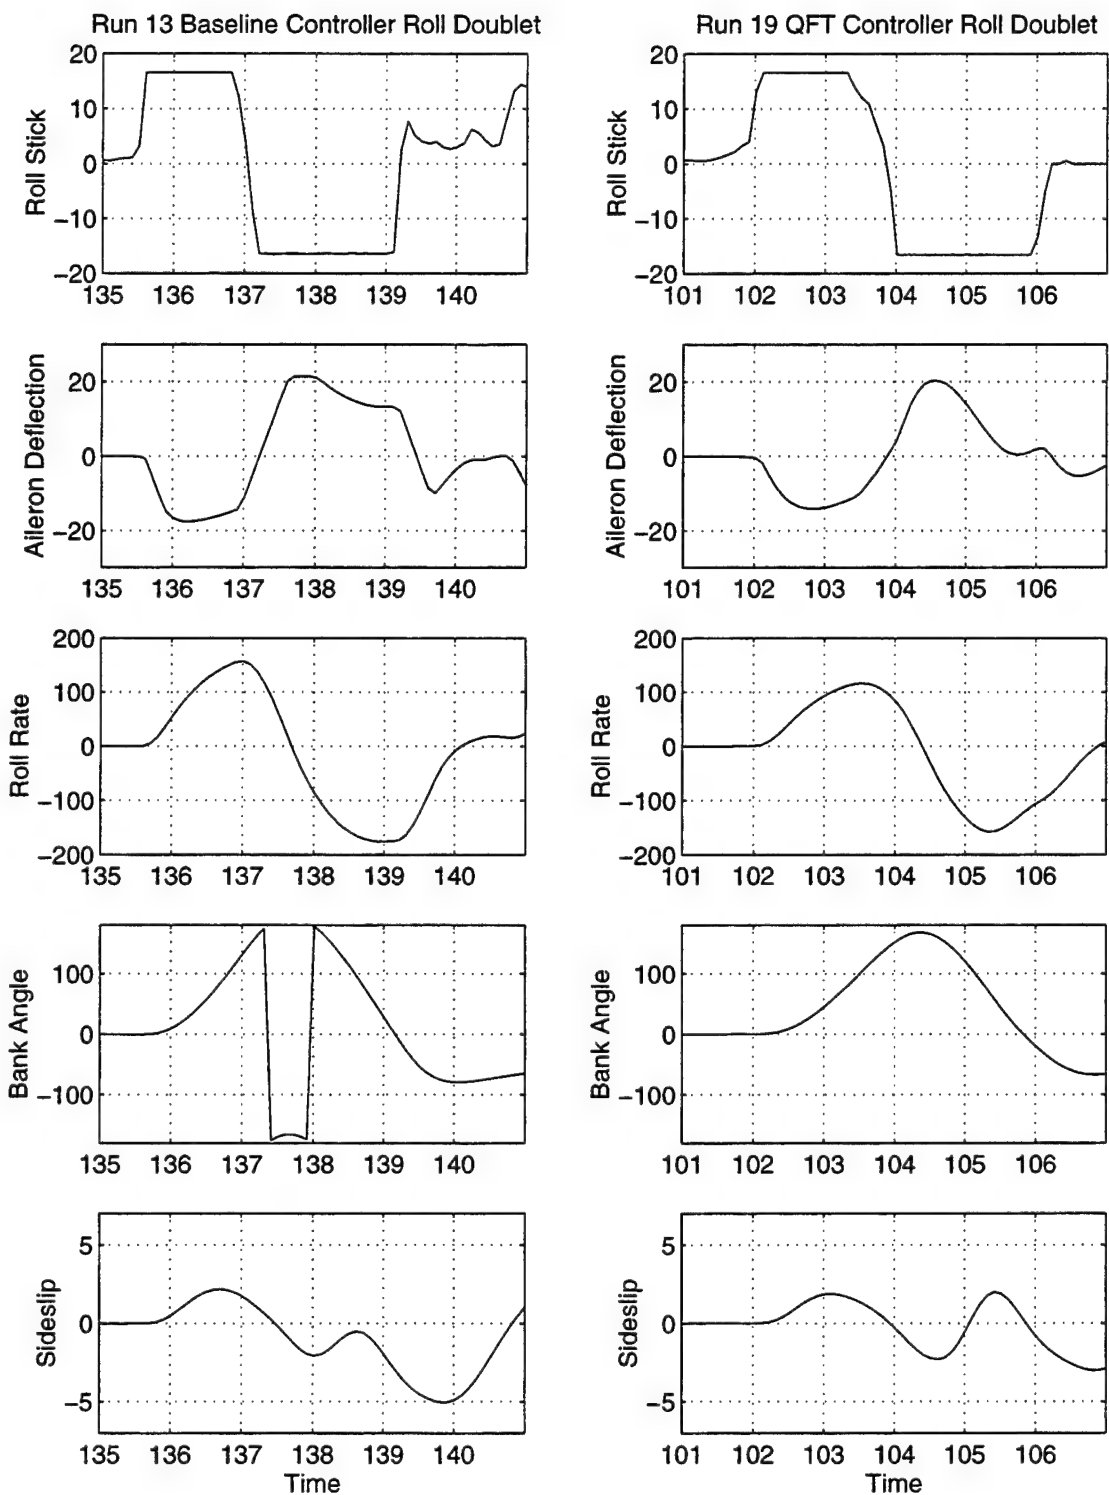 Run 13 Baseline Controller Roll Doublet
20
10
0
−10
−20
Roll Stick
135 136 137 138 139 140
20
0
−20
Aileron Deflection
135 136 137 138 139 140
200
100
0
−100
−200
Roll Rate
135 136 137 138 139 140
100
0
−100
Bank Angle
135 136 137 138 139 140
5
0
−5
Sideslip
135 136 137 138 139 140
Time
Run 19 QFT Controller Roll Doublet
20
10
0
−10
−20
Roll Stick
101 102 103 104 105 106
20
0
−20
Aileron Deflection
101 102 103 104 105 106
200
100
0
−100
−200
Roll Rate
101 102 103 104 105 106
100
0
−100
Bank Angle
101 102 103 104 105 106
5
0
−5
Sideslip
101 102 103 104 105 106
Time